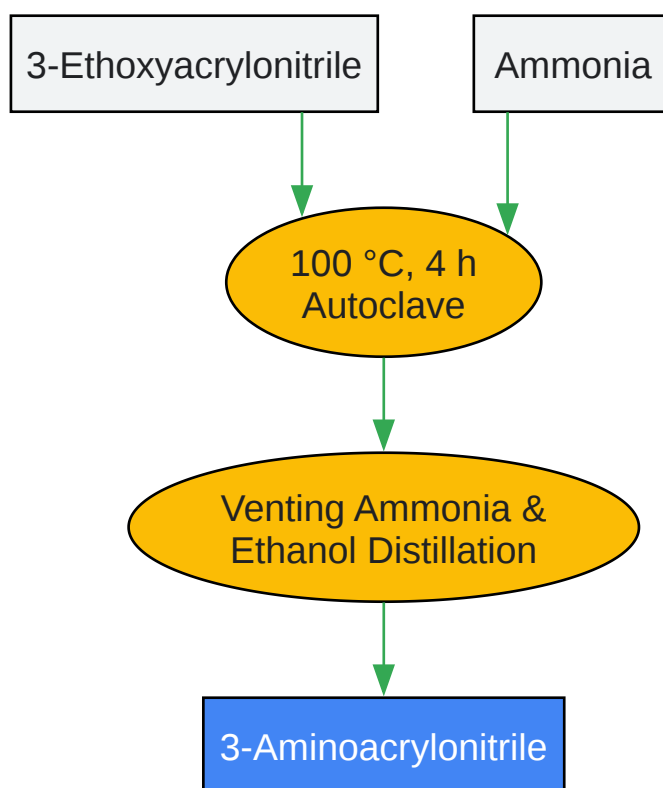 3-Ethoxyacrylonitrile
Ammonia
100 °C, 4 h
Autoclave
Venting Ammonia &
Ethanol Distillation
3-Aminoacrylonitrile